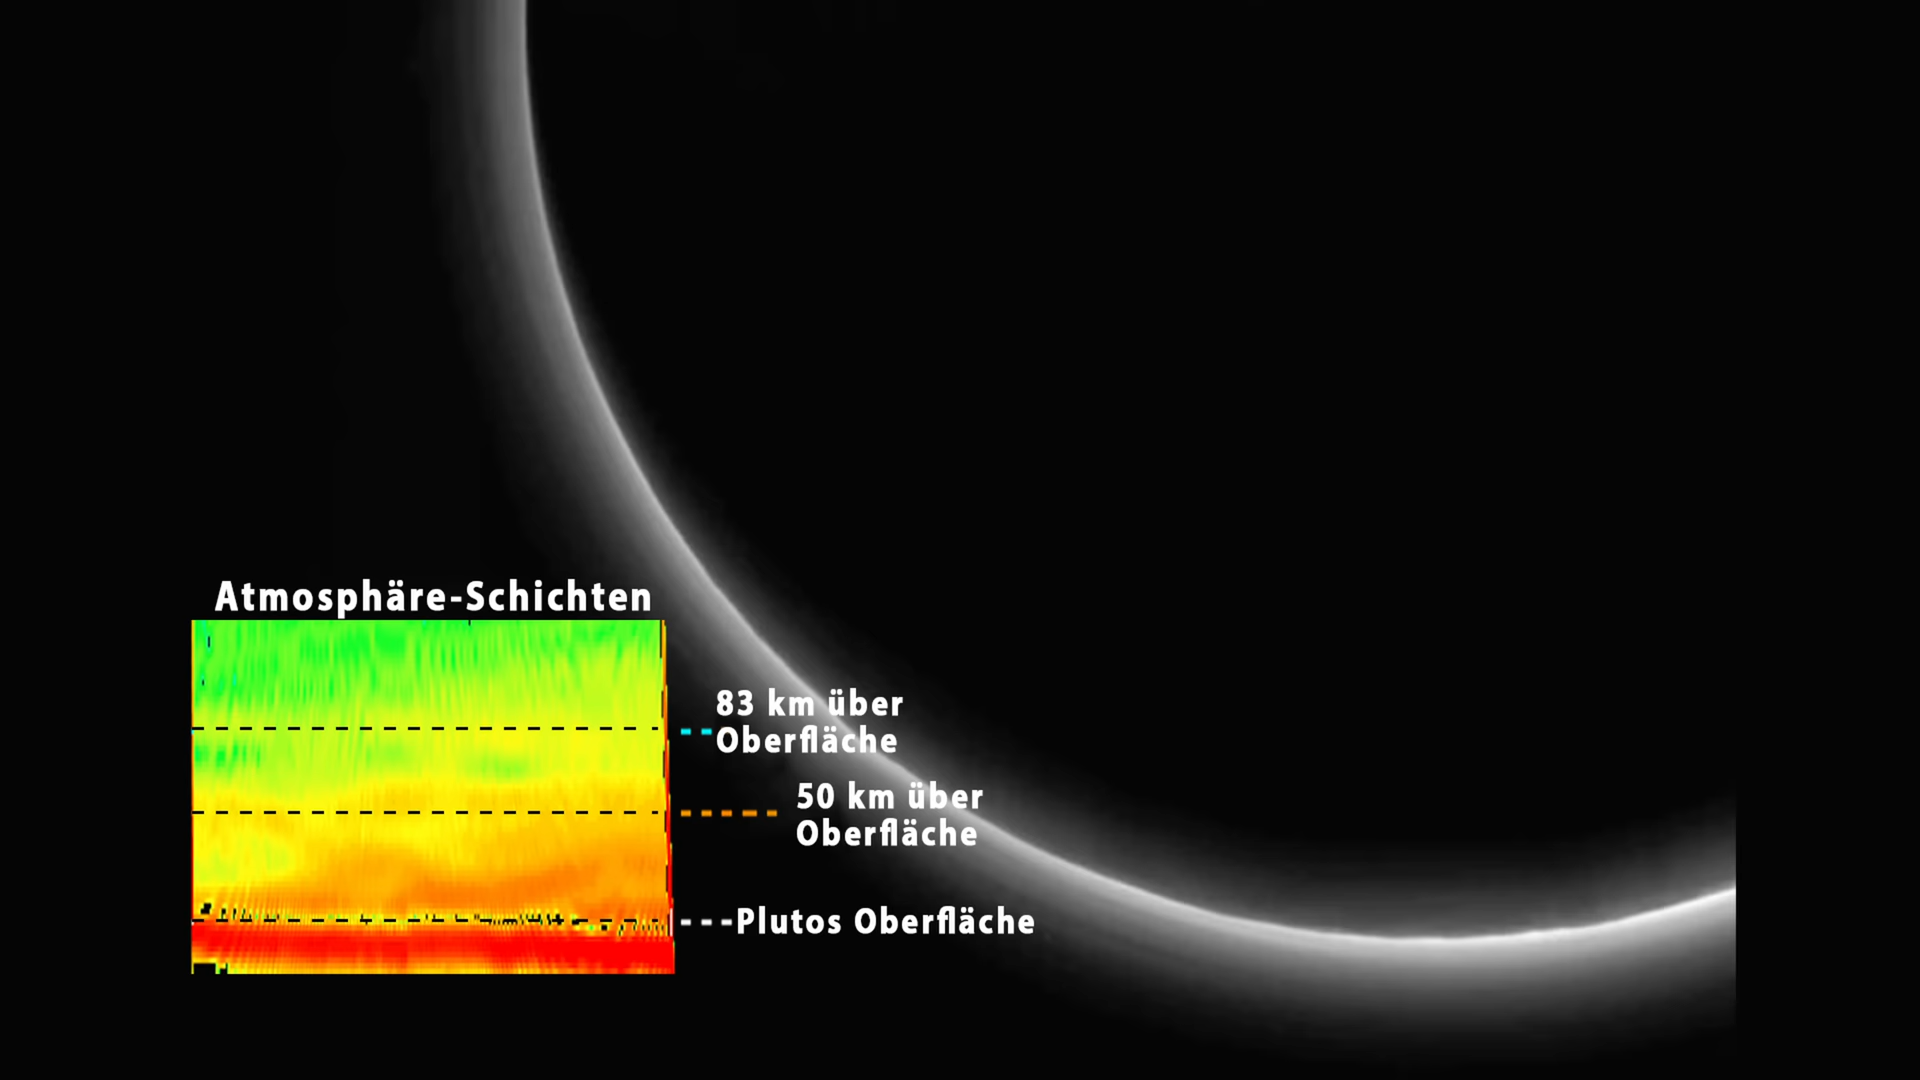 Atmosphäre-Schichten
83 km über
Oberfläche
50 km über
Oberfläche
Plutos Oberfläche